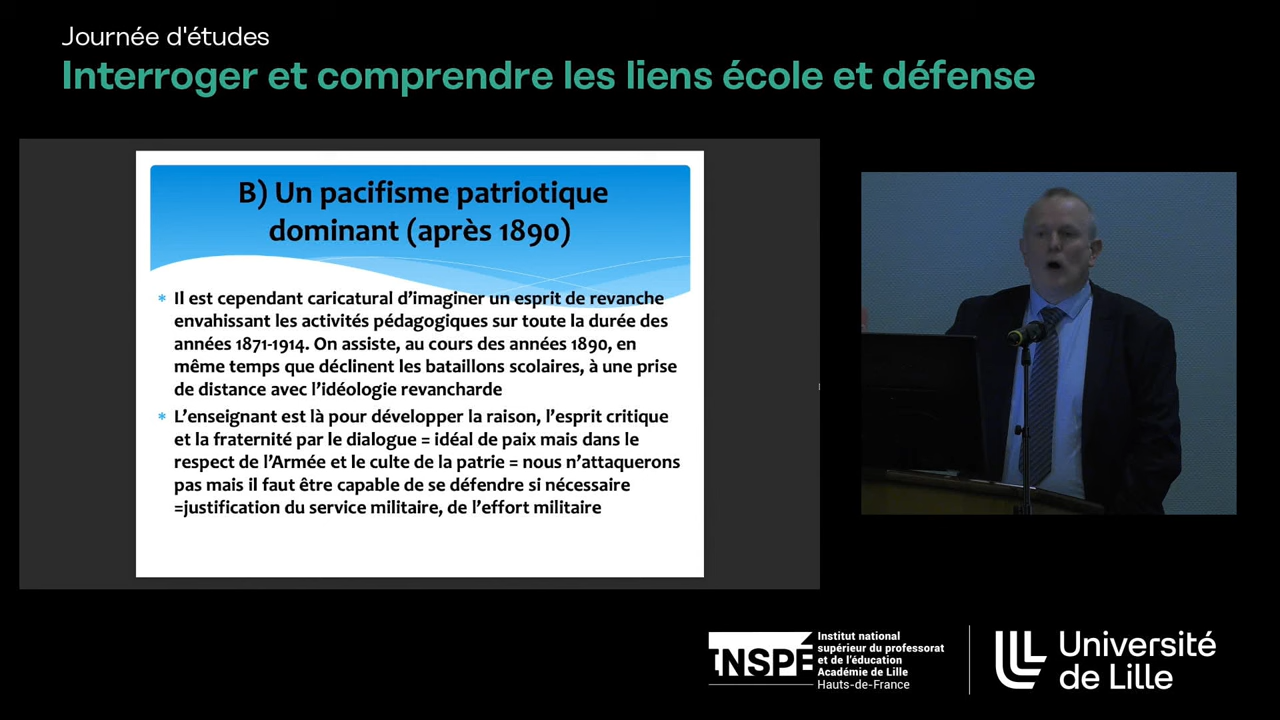 Journée d'études
Interroger et comprendre les liens école et défense
B) Un pacifisme patriotique
dominant (après 1890)
* Il est cependant caricatural d’imaginer un esprit de revanche
envahissant les activités pédagogiques sur toute la durée des
années 1871-1914. On assiste, au cours des années 1890, en
même temps que déclinent les bataillons scolaires, à une prise
de distance avec l’idéologie revancharde
* L’enseignant est là pour développer la raison, l’esprit critique
et la fraternité par le dialogue = idéal de paix mais dans le
respect de l’Armée et le culte de la patrie = nous n’attaquerons
pas mais il faut être capable de se défendre si nécessaire
=justification du service militaire, de l’effort militaire
INSPÉ
Institut national
supérieur du professorat
et de l'éducation
Académie de Lille
Hauts-de-France
Université
de Lille